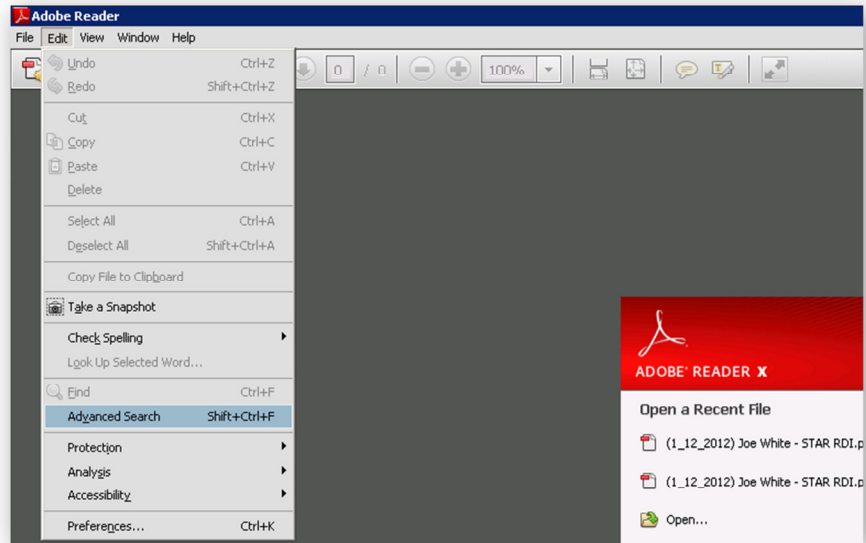 Adobe Reader
File Edit View Window Help
0 / 0 100%
Undo Ctrl+Z
Redo Shift+Ctrl+Z
Cut Ctrl+X
Copy Ctrl+C
Paste Ctrl+V
Delete
Select All Ctrl+A
Deselect All Shift+Ctrl+A
Copy File to Clipboard
Take a Snapshot
Check Spelling
Look Up Selected Word...
Find Ctrl+F
Advanced Search Shift+Ctrl+F
Protection
Analysis
Accessibility
Preferences... Ctrl+K
ADOBE® READER X
Open a Recent File
(1_12_2012) Joe White - STAR RDI.p
(1_12_2012) Joe White - STAR RDI.p
Open...